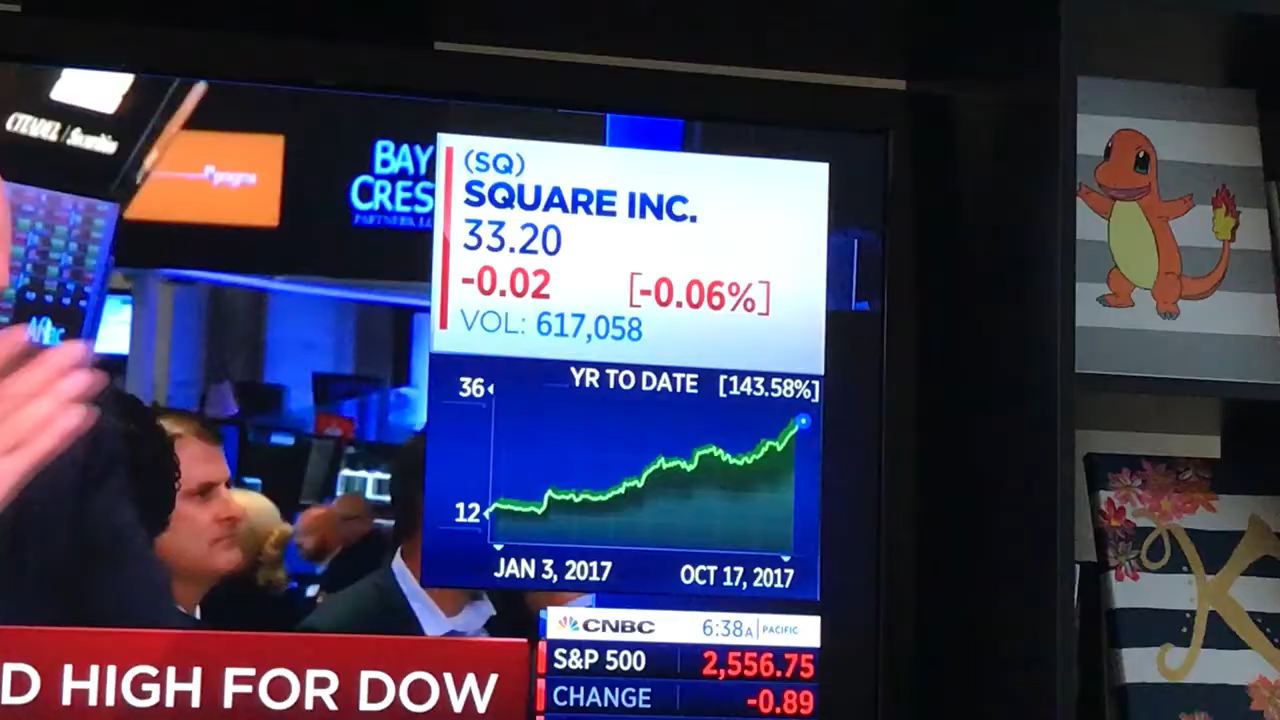 CITADEL / Securities
BAY
CRES
(SQ)
SQUARE INC.
33.20
-0.02 [-0.06%]
VOL: 617,058
Aflac
YR TO DATE [143.58%]
36
12
JAN 3, 2017 OCT 17, 2017
CNBC 6:38A PACIFIC
S&P 500 2,556.75
CHANGE -0.89
D HIGH FOR DOW
K